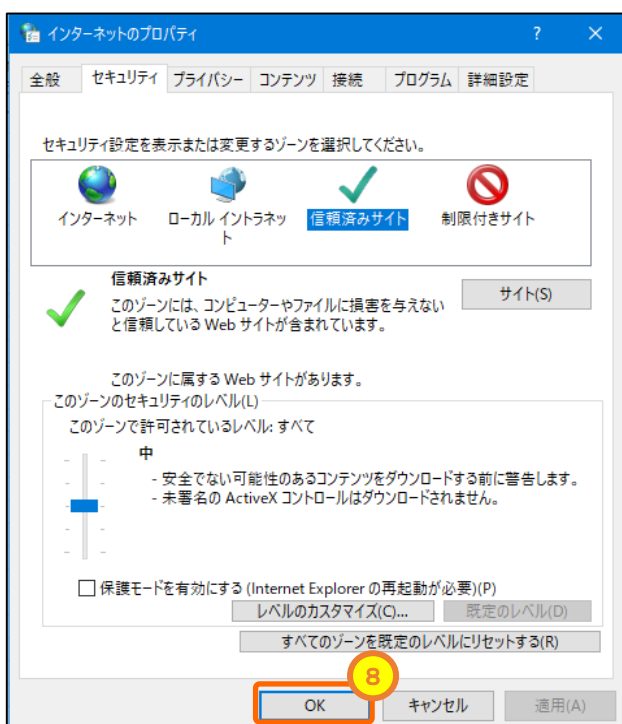 インターネットのプロパティ
?
×
全般 セキュリティ プライバシー コンテンツ 接続 プログラム 詳細設定
セキュリティ設定を表示または変更するゾーンを選択してください。
インターネット
ローカル イントラネッ
ト
信頼済みサイト
制限付きサイト
信頼済みサイト
このゾーンには、コンピューターやファイルに損害を与えない
と信頼している Web サイトが含まれています。
サイト(S)
このゾーンに属する Web サイトがあります。
このゾーンのセキュリティのレベル(L)
このゾーンで許可されているレベル: すべて
中
- 安全でない可能性のあるコンテンツをダウンロードする前に警告します。
- 未署名の ActiveX コントロールはダウンロードされません。
保護モードを有効にする (Internet Explorer の再起動が必要)(P)
レベルのカスタマイズ(C)... 既定のレベル(D)
すべてのゾーンを既定のレベルにリセットする(R)
8
OK キャンセル 適用(A)